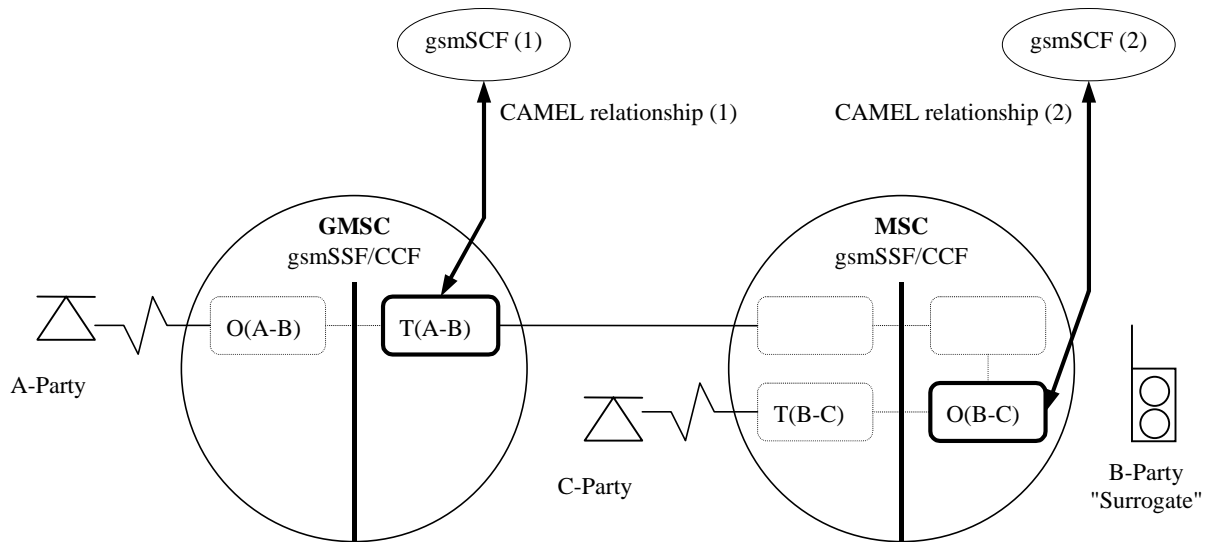 gsmSCF (1)
gsmSCF (2)
CAMEL relationship (1)
CAMEL relationship (2)
GMSC
gsmSSF/CCF
MSC
gsmSSF/CCF
O(A-B)
T(A-B)
A-Party
T(B-C)
O(B-C)
C-Party
B-Party
"Surrogate"